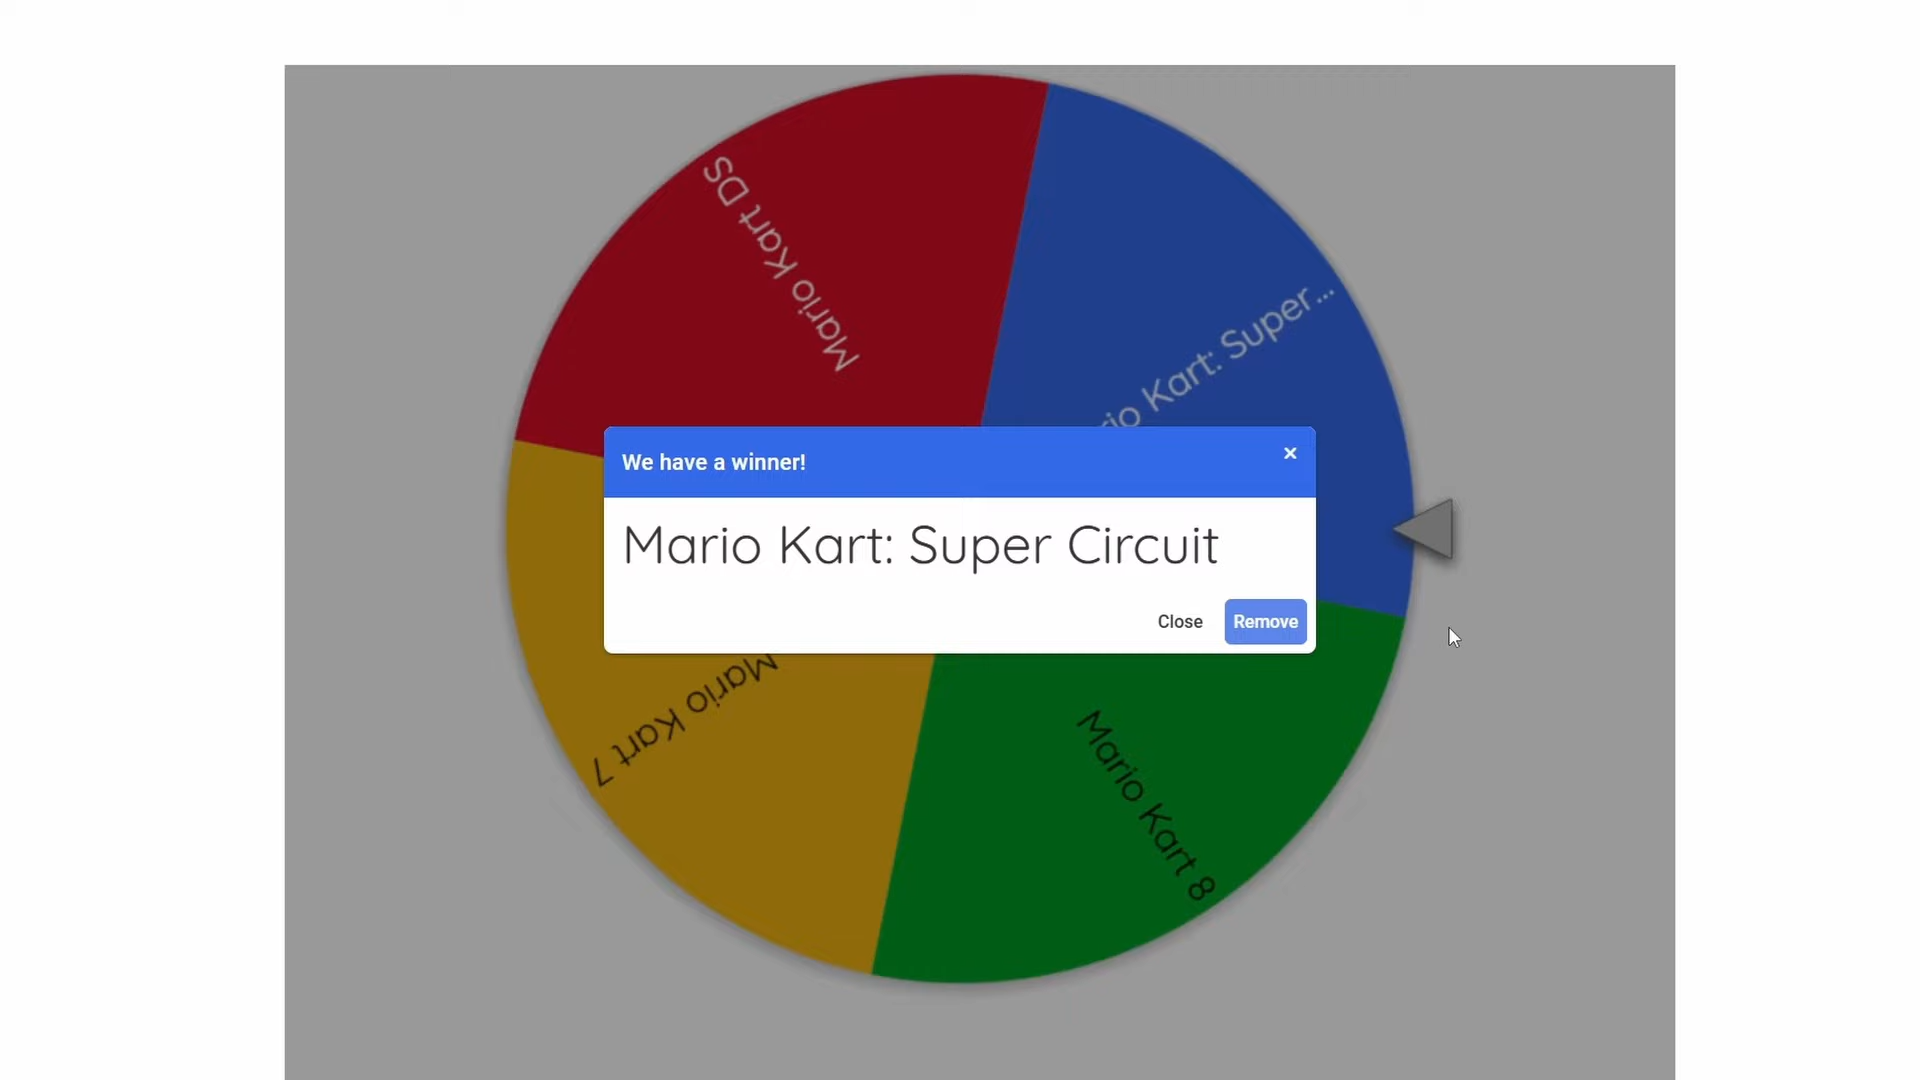 Mario Kart DS
rio Kart: Super...
We have a winner!
×
Mario Kart: Super Circuit
Close
Remove
Mario Kart 7
Mario Kart 8